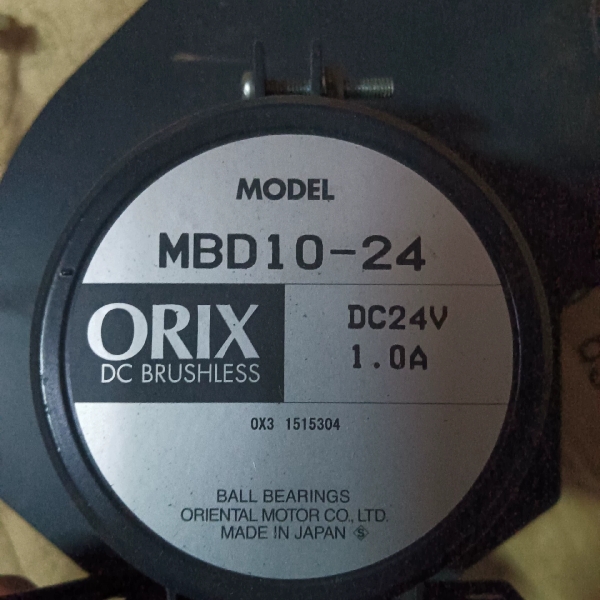 MODEL
MBD10-24
ORIX
DC BRUSHLESS
DC24V
1.0A
OX3 1515304
BALL BEARINGS
ORIENTAL MOTOR CO., LTD.
MADE IN JAPAN S